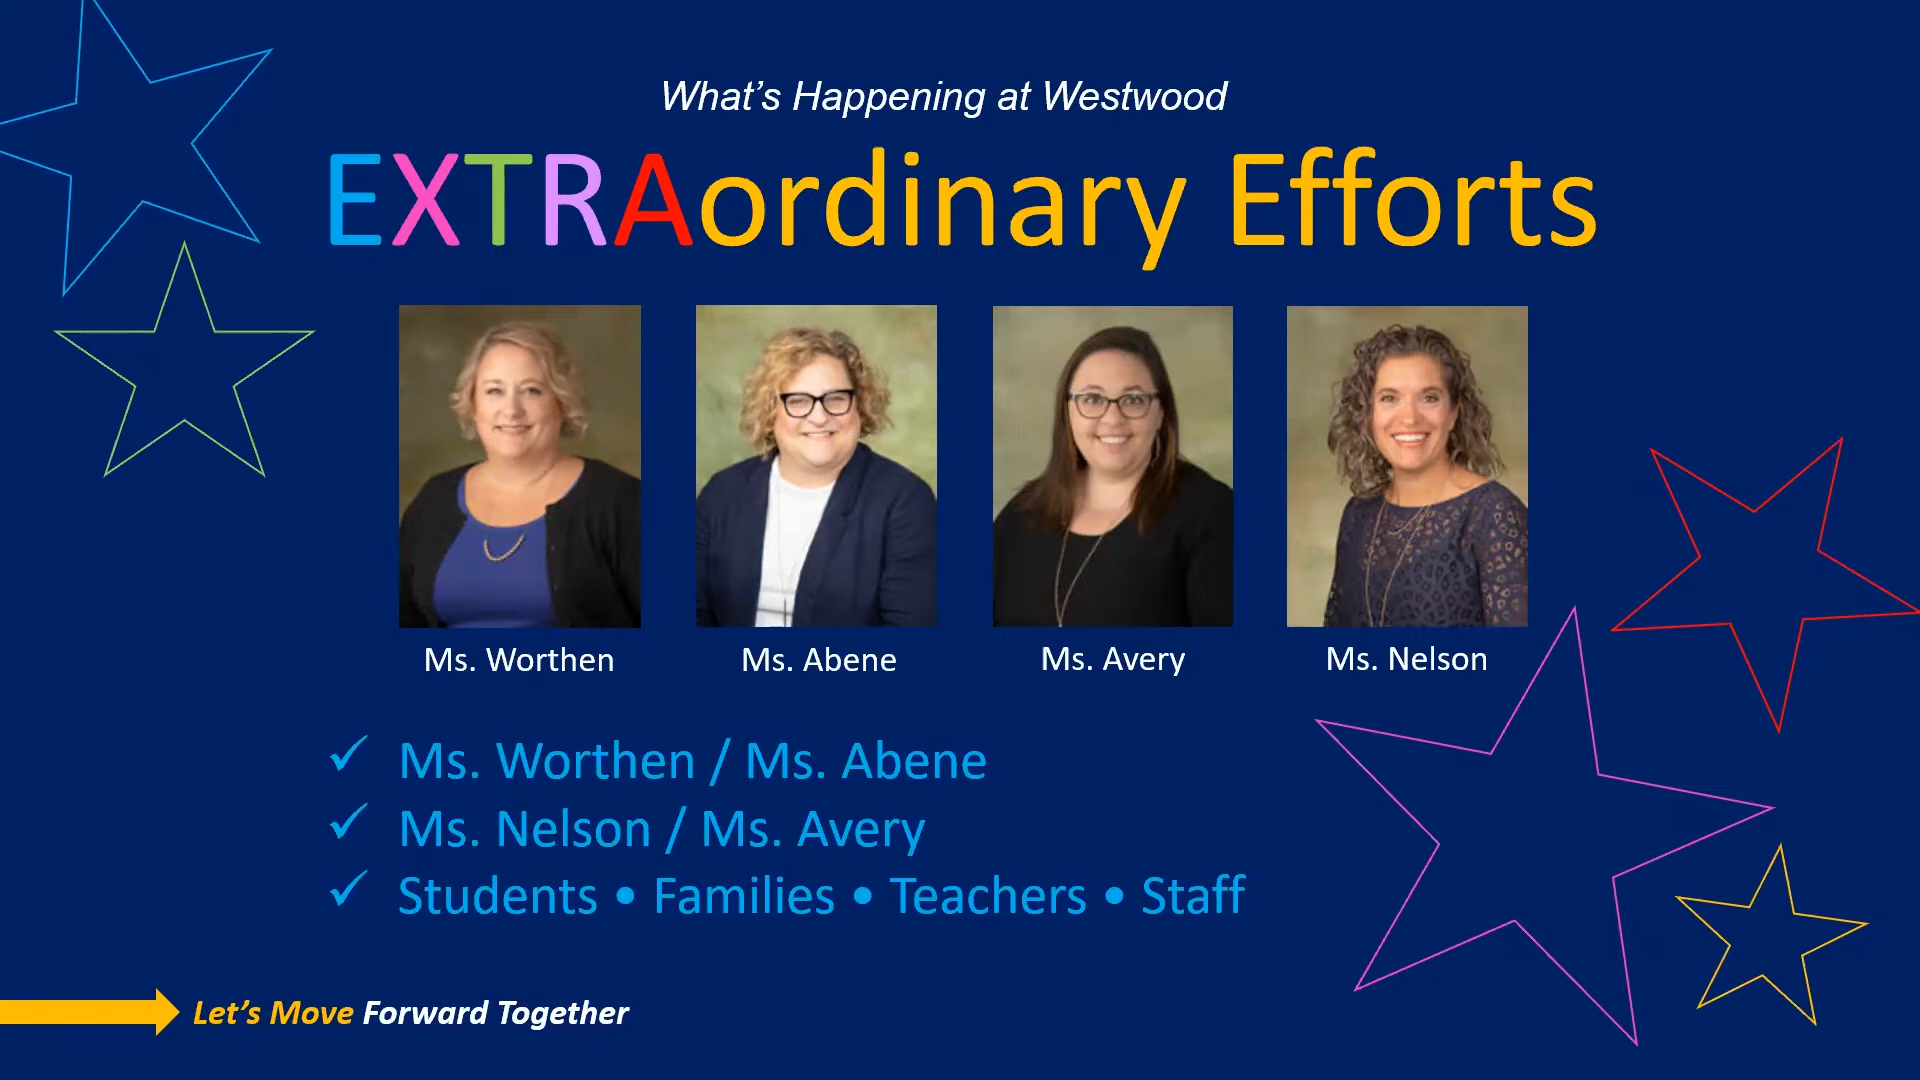 What's Happening at Westwood
EXTRAordinary Efforts
Ms. Worthen
Ms. Abene
Ms. Avery
Ms. Nelson
✓ Ms. Worthen / Ms. Abene
✓ Ms. Nelson / Ms. Avery
✓ Students • Families • Teachers • Staff
Let's Move Forward Together